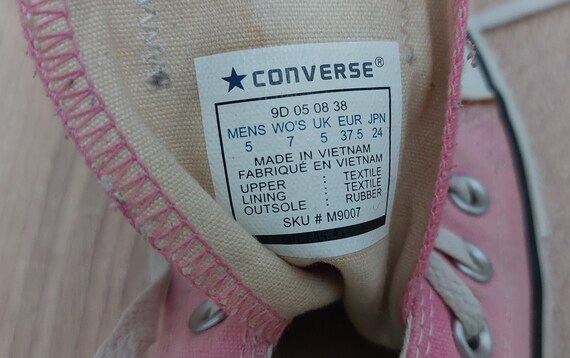 ★ CONVERSE®
9D 05 08 38
MENS WO'S UK EUR JPN
5 7 5 37.5 24
MADE IN VIETNAM
FABRIQUÉ EN VIETNAM
UPPER : TEXTILE
LINING : TEXTILE
OUTSOLE : RUBBER
SKU # M9007